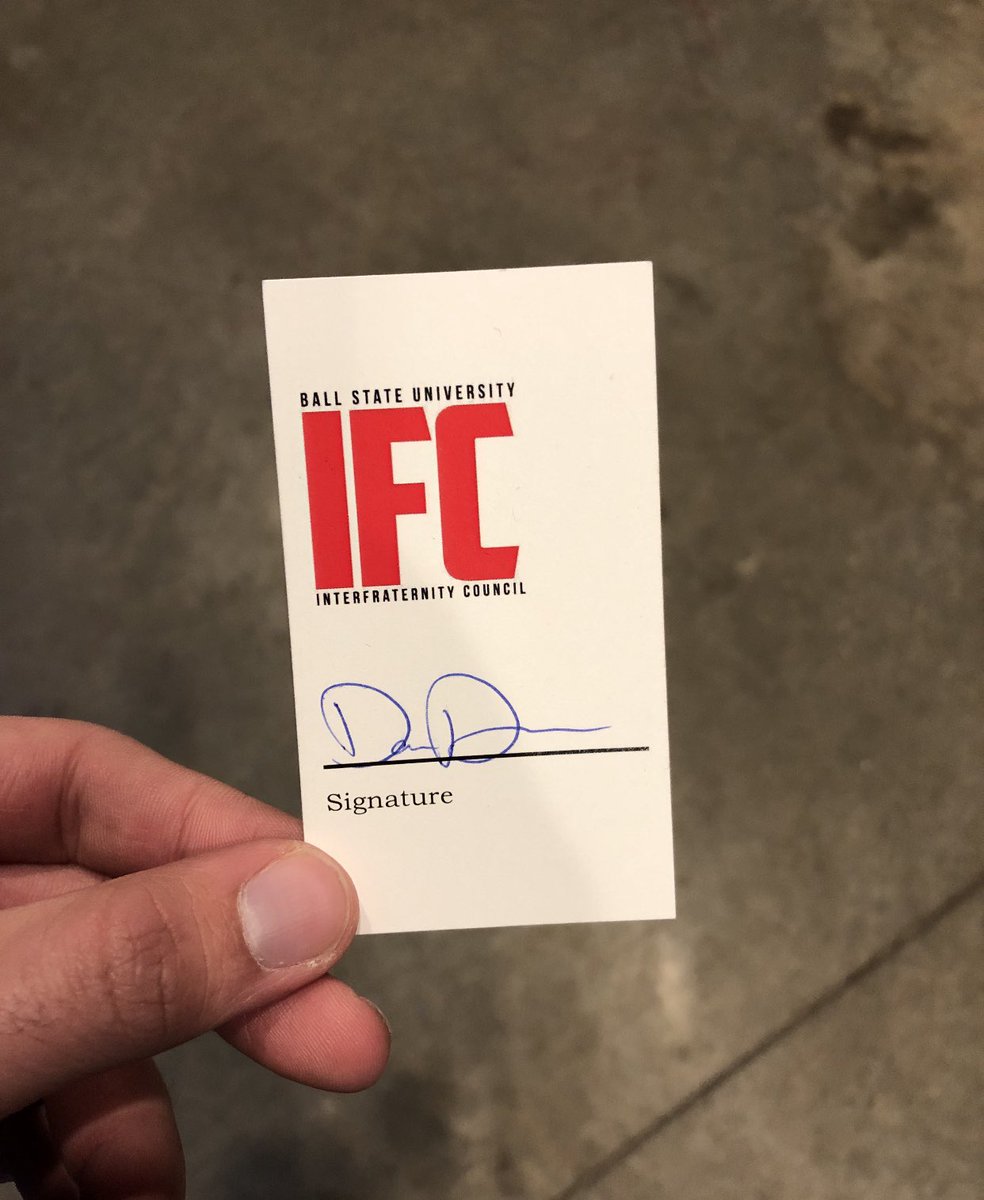 BALL STATE UNIVERSITY
IFC
INTERFRATERNITY COUNCIL
Signature